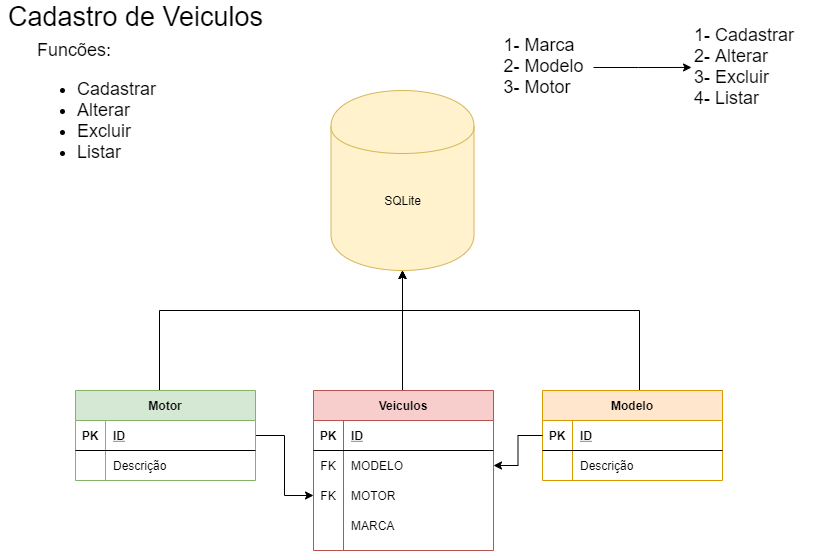 Cadastro de Veiculos
Funcões:
Cadastrar
Alterar
Excluir
Listar
1- Marca
2- Modelo
3- Motor
1- Cadastrar
2- Alterar
3- Excluir
4- Listar
SQLite
Motor
PK ID
Descrição
Veiculos
PK ID
FK MODELO
FK MOTOR
MARCA
Modelo
PK ID
Descrição